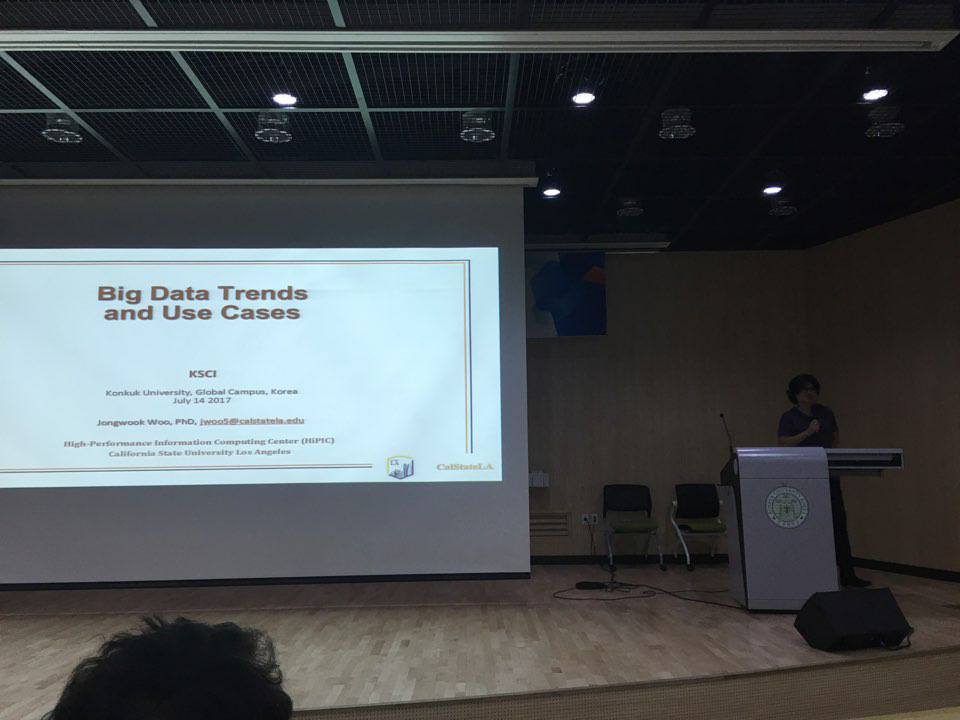 Big Data Trends
and Use Cases
KSCI
Konkuk University, Global Campus, Korea
July 14 2017
Jongwook Woo, PhD, jwoo5@calstatela.edu
High-Performance Information Computing Center (HiPIC)
California State University Los Angeles
CalStateLA